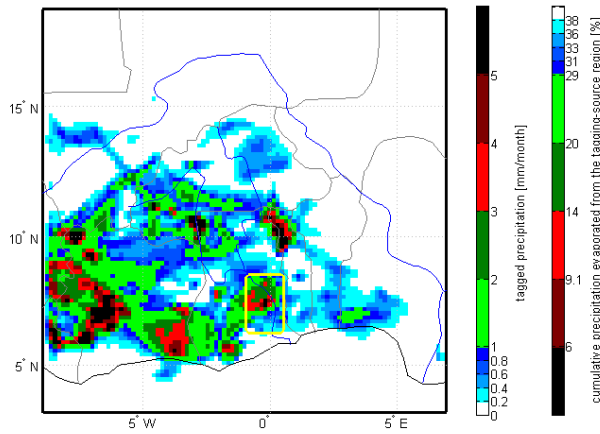 15° N
10° N
5° N
5° W
0°
5° E
5
4
3
2
1
0.8
0.6
0.4
0.2
0
tagged precipitation [mm/month]
38
36
33
31
29
20
14
9.1
6
cumulative precipitation evaporated from the tagging-source region [%]